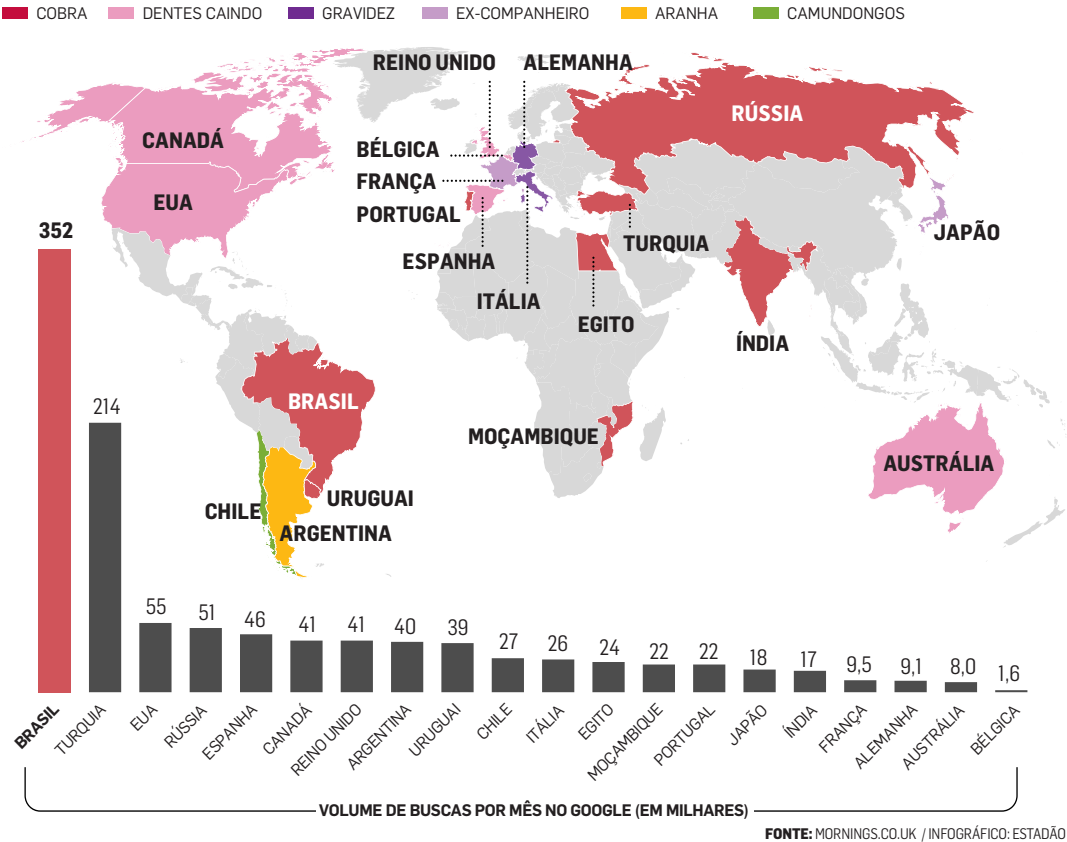 COBRA DENTES CAINDO GRAVIDEZ EX-COMPANHEIRO ARANHA CAMUNDONGOS
REINO UNIDO
ALEMANHA
RÚSSIA
CANADÁ
BÉLGICA
FRANÇA
EUA
PORTUGAL
JAPÃO
TURQUIA
ESPANHA
ITÁLIA
EGITO
ÍNDIA
BRASIL
MOÇAMBIQUE
AUSTRÁLIA
URUGUAI
CHILE
ARGENTINA
352
214
55
51
46
41
41
40
39
27
26
24
22
22
18
17
9,5
9,1
8,0
1,6
BRASIL
TURQUIA
EUA
RÚSSIA
ESPANHA
CANADÁ
REINO UNIDO
ARGENTINA
URUGUAI
CHILE
ITÁLIA
EGITO
MOÇAMBIQUE
PORTUGAL
JAPÃO
ÍNDIA
FRANÇA
ALEMANHA
AUSTRÁLIA
BÉLGICA
VOLUME DE BUSCAS POR MÊS NO GOOGLE (EM MILHARES)
FONTE: MORNINGS.CO.UK / INFOGRÁFICO: ESTADÃO